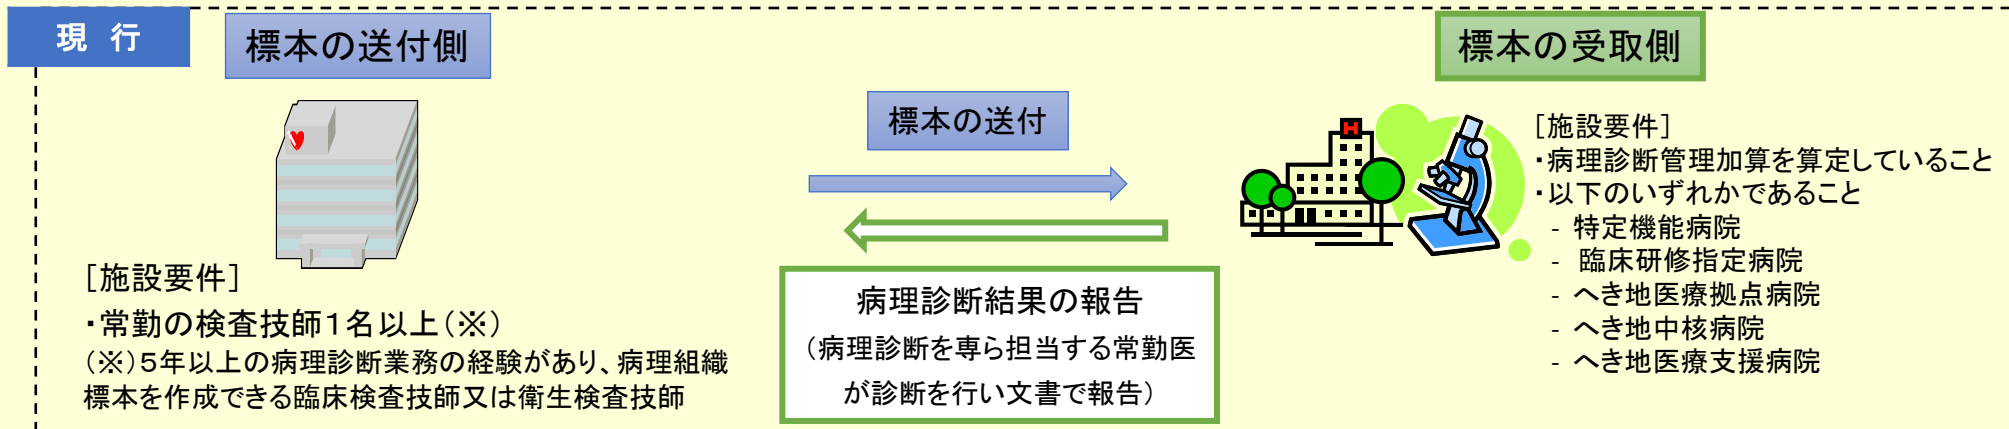 現 行
標本の送付側
[施設要件]
・常勤の検査技師1名以上(※)
(※)5年以上の病理診断業務の経験があり、病理組織
標本を作成できる臨床検査技師又は衛生検査技師
標本の送付
病理診断結果の報告
(病理診断を専ら担当する常勤医
が診断を行い文書で報告)
標本の受取側
H
[施設要件]
・病理診断管理加算を算定していること
・以下のいずれかであること
- 特定機能病院
- 臨床研修指定病院
- へき地医療拠点病院
- へき地中核病院
- へき地医療支援病院